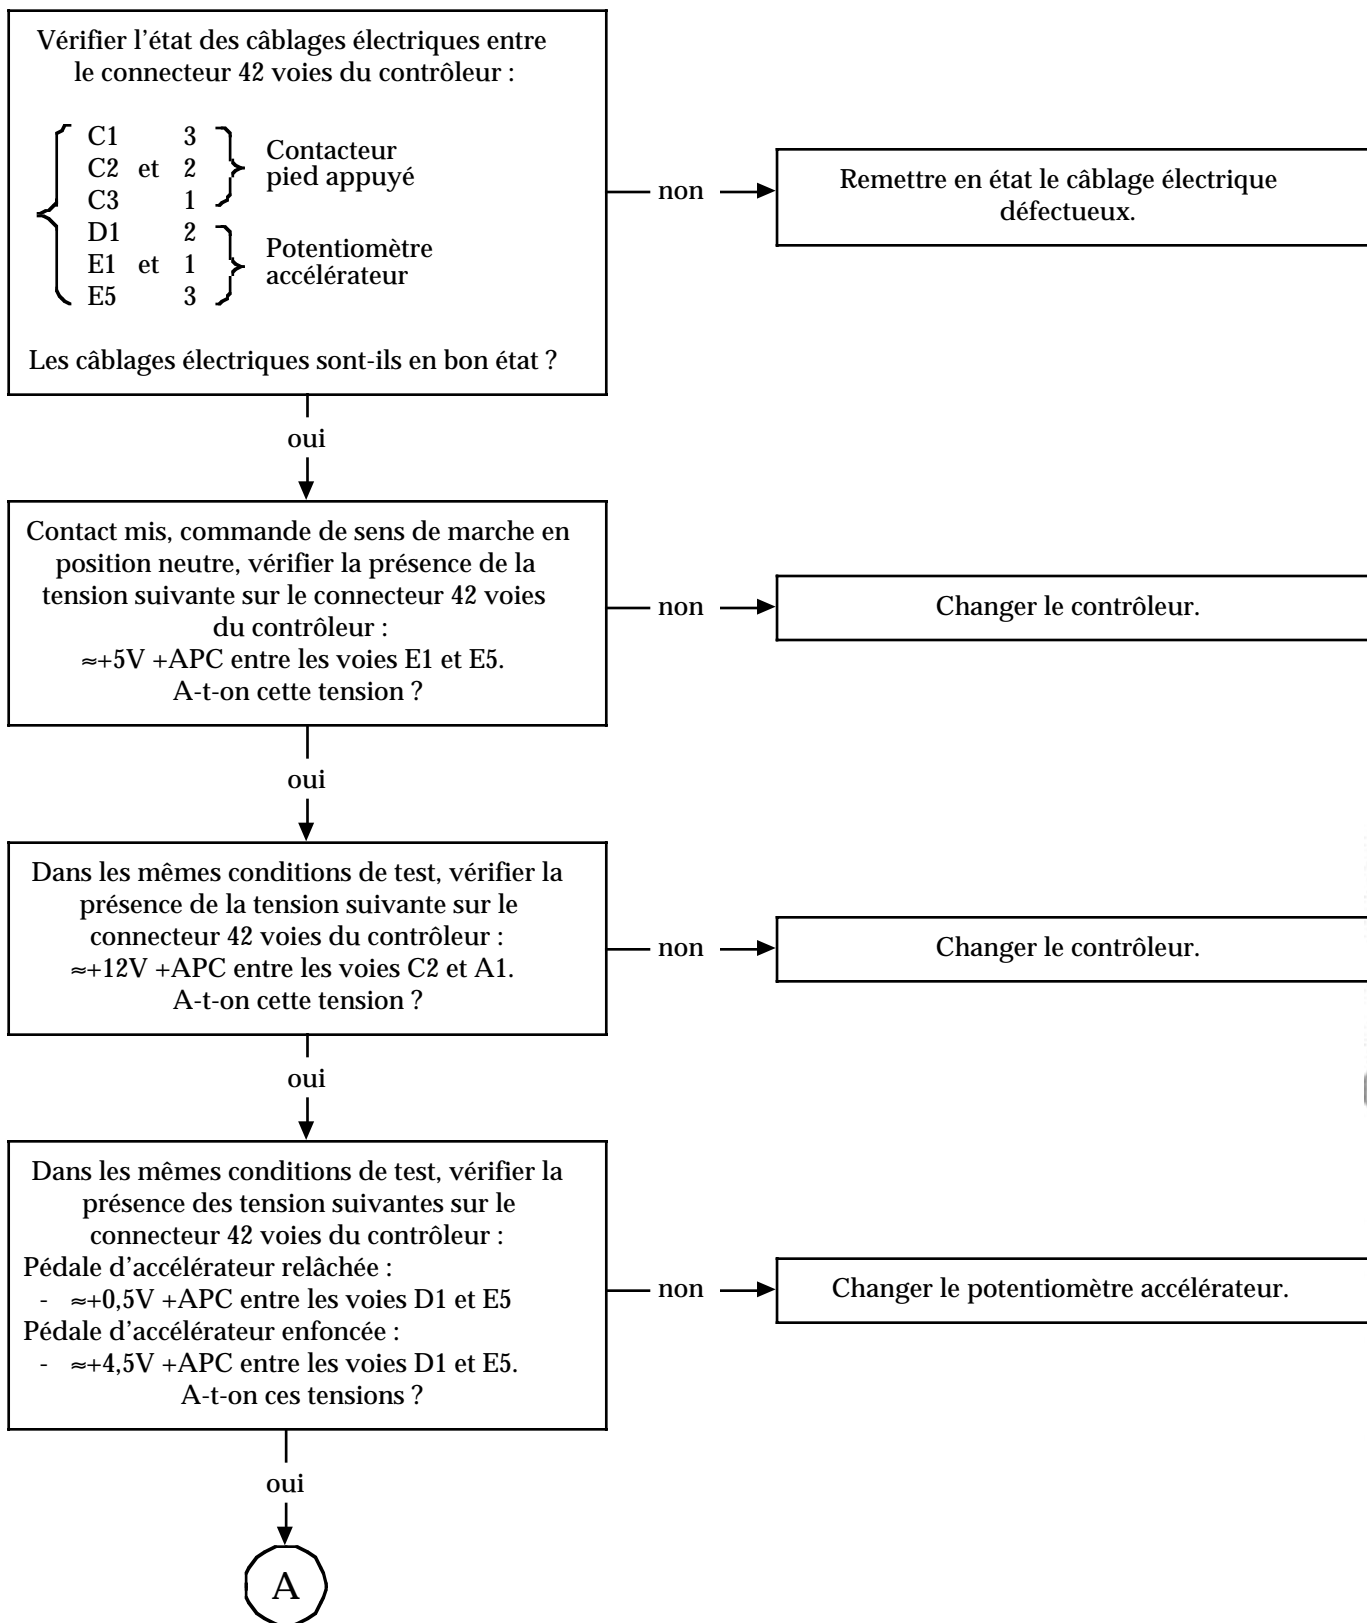 Vérifier l'état des câblages électriques entre
le connecteur 42 voies du contrôleur :
C1 3
C2 et 2
C3 1
Contacteur
pied appuyé
D1 2
E1 et 1
E5 3
Potentiomètre
accélérateur
Les câblages électriques sont-ils en bon état ?
non
Remettre en état le câblage électrique
défectueux.
oui
Contact mis, commande de sens de marche en
position neutre, vérifier la présence de la
tension suivante sur le connecteur 42 voies
du contrôleur :
≈+5V +APC entre les voies E1 et E5.
A-t-on cette tension ?
non
Changer le contrôleur.
oui
Dans les mêmes conditions de test, vérifier la
présence de la tension suivante sur le
connecteur 42 voies du contrôleur :
≈+12V +APC entre les voies C2 et A1.
A-t-on cette tension ?
non
Changer le contrôleur.
oui
Dans les mêmes conditions de test, vérifier la
présence des tension suivantes sur le
connecteur 42 voies du contrôleur :
Pédale d'accélérateur relâchée :
- ≈+0,5V +APC entre les voies D1 et E5
Pédale d'accélérateur enfoncée :
- ≈+4,5V +APC entre les voies D1 et E5.
A-t-on ces tensions ?
non
Changer le potentiomètre accélérateur.
oui
A